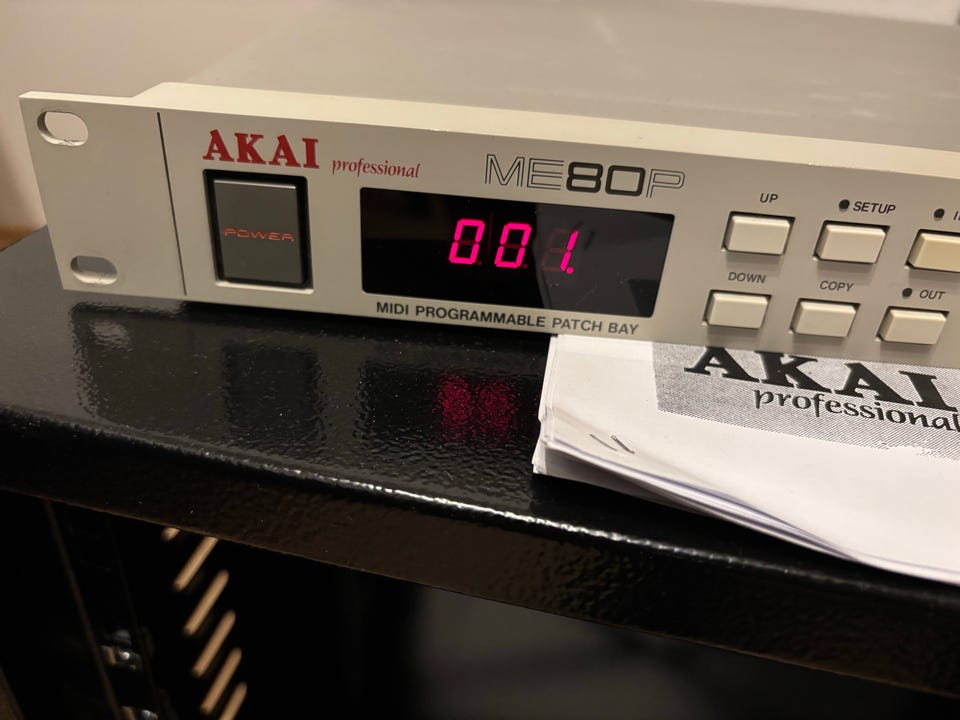 AKAI professional
ME80P
POWER
001.
MIDI PROGRAMMABLE PATCH BAY
UP
SETUP
DOWN
COPY
OUT
AKAI
professional